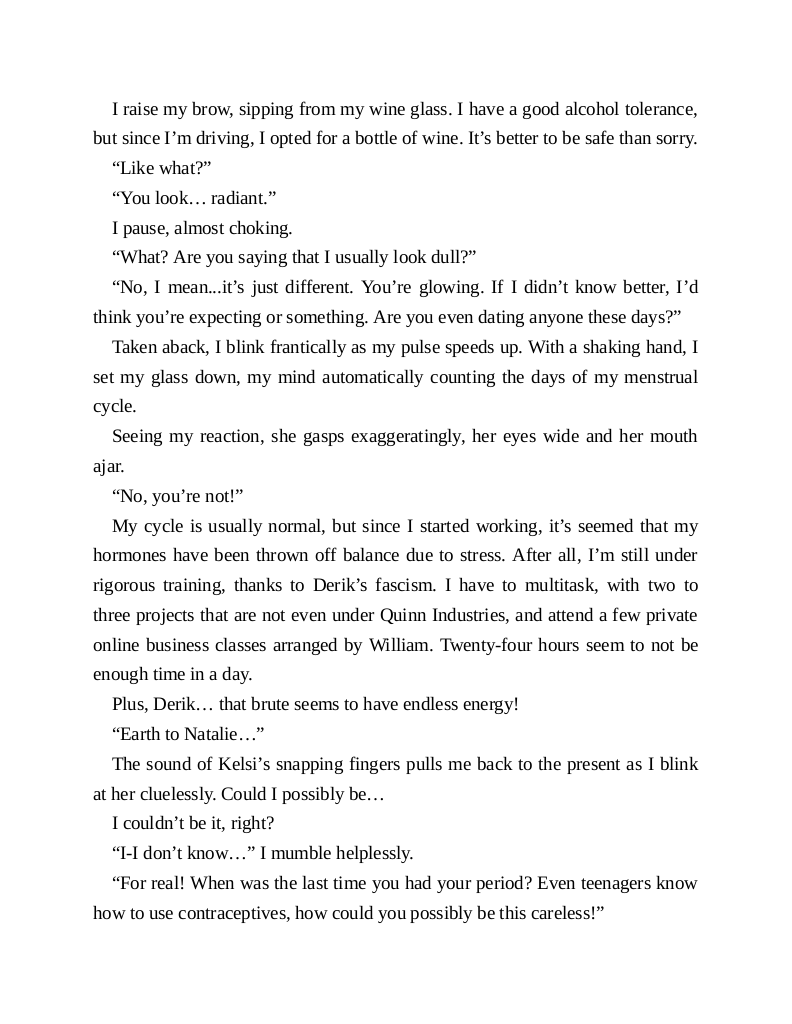 I raise my brow, sipping from my wine glass. I have a good alcohol tolerance,
but since I’m driving, I opted for a bottle of wine. It’s better to be safe than sorry.
“Like what?”
“You look… radiant.”
I pause, almost choking.
“What? Are you saying that I usually look dull?”
“No, I mean...it’s just different. You’re glowing. If I didn’t know better, I’d
think you’re expecting or something. Are you even dating anyone these days?”
Taken aback, I blink frantically as my pulse speeds up. With a shaking hand, I
set my glass down, my mind automatically counting the days of my menstrual
cycle.
Seeing my reaction, she gasps exaggeratingly, her eyes wide and her mouth
ajar.
“No, you’re not!”
My cycle is usually normal, but since I started working, it’s seemed that my
hormones have been thrown off balance due to stress. After all, I’m still under
rigorous training, thanks to Derik’s fascism. I have to multitask, with two to
three projects that are not even under Quinn Industries, and attend a few private
online business classes arranged by William. Twenty-four hours seem to not be
enough time in a day.
Plus, Derik… that brute seems to have endless energy!
“Earth to Natalie…”
The sound of Kelsi’s snapping fingers pulls me back to the present as I blink
at her cluelessly. Could I possibly be…
I couldn’t be it, right?
“I-I don’t know…” I mumble helplessly.
“For real! When was the last time you had your period? Even teenagers know
how to use contraceptives, how could you possibly be this careless!”